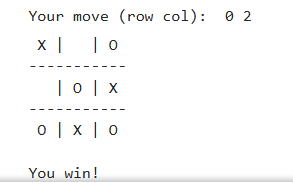 Your move (row col):  0 2
 X |   | O
-----------
   | O | X
-----------
 O | X | O

You win!